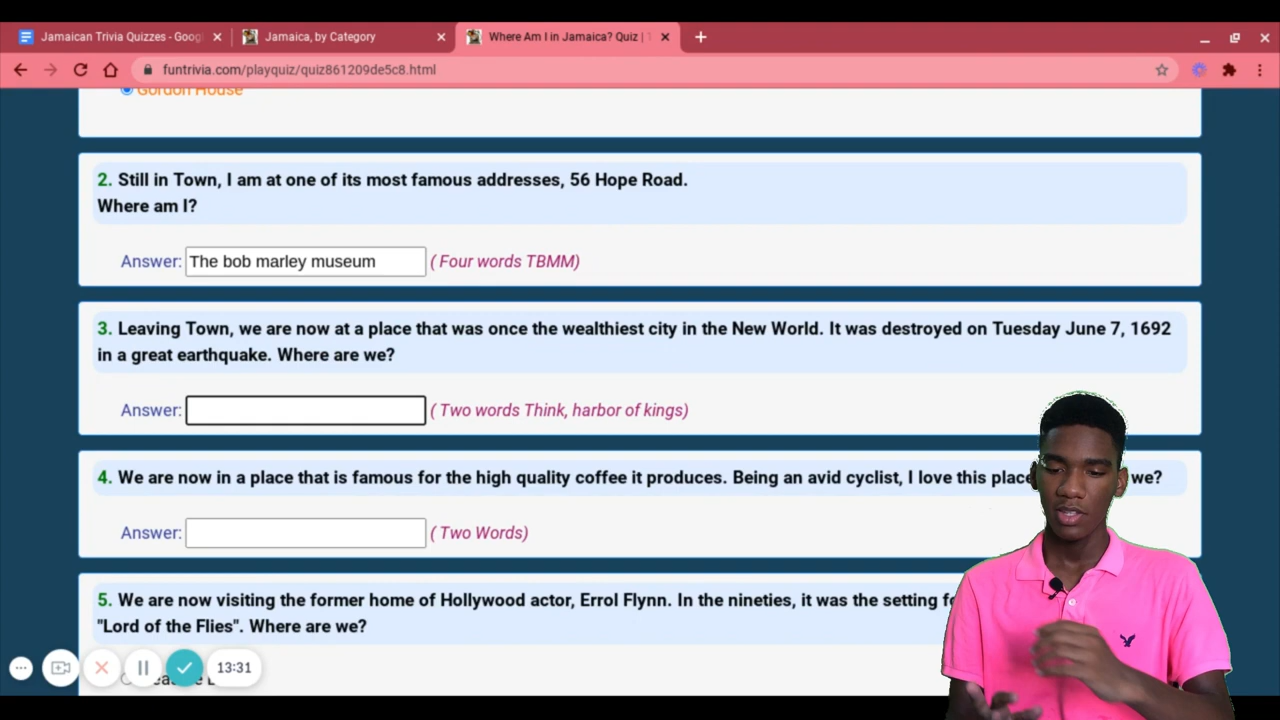 Jamaican Trivia Quizzes - Goog
Jamaica, by Category
Where Am I in Jamaica? Quiz |
funtrivia.com/playquiz/quiz861209de5c8.html
Gordon House
2. Still in Town, I am at one of its most famous addresses, 56 Hope Road.
Where am I?
Answer: The bob marley museum (Four words TBMM)
3. Leaving Town, we are now at a place that was once the wealthiest city in the New World. It was destroyed on Tuesday June 7, 1692
in a great earthquake. Where are we?
Answer: (Two words Think, harbor of kings)
4. We are now in a place that is famous for the high quality coffee it produces. Being an avid cyclist, I love this place we?
Answer: (Two Words)
5. We are now visiting the former home of Hollywood actor, Errol Flynn. In the nineties, it was the setting
"Lord of the Flies". Where are we?
13:31